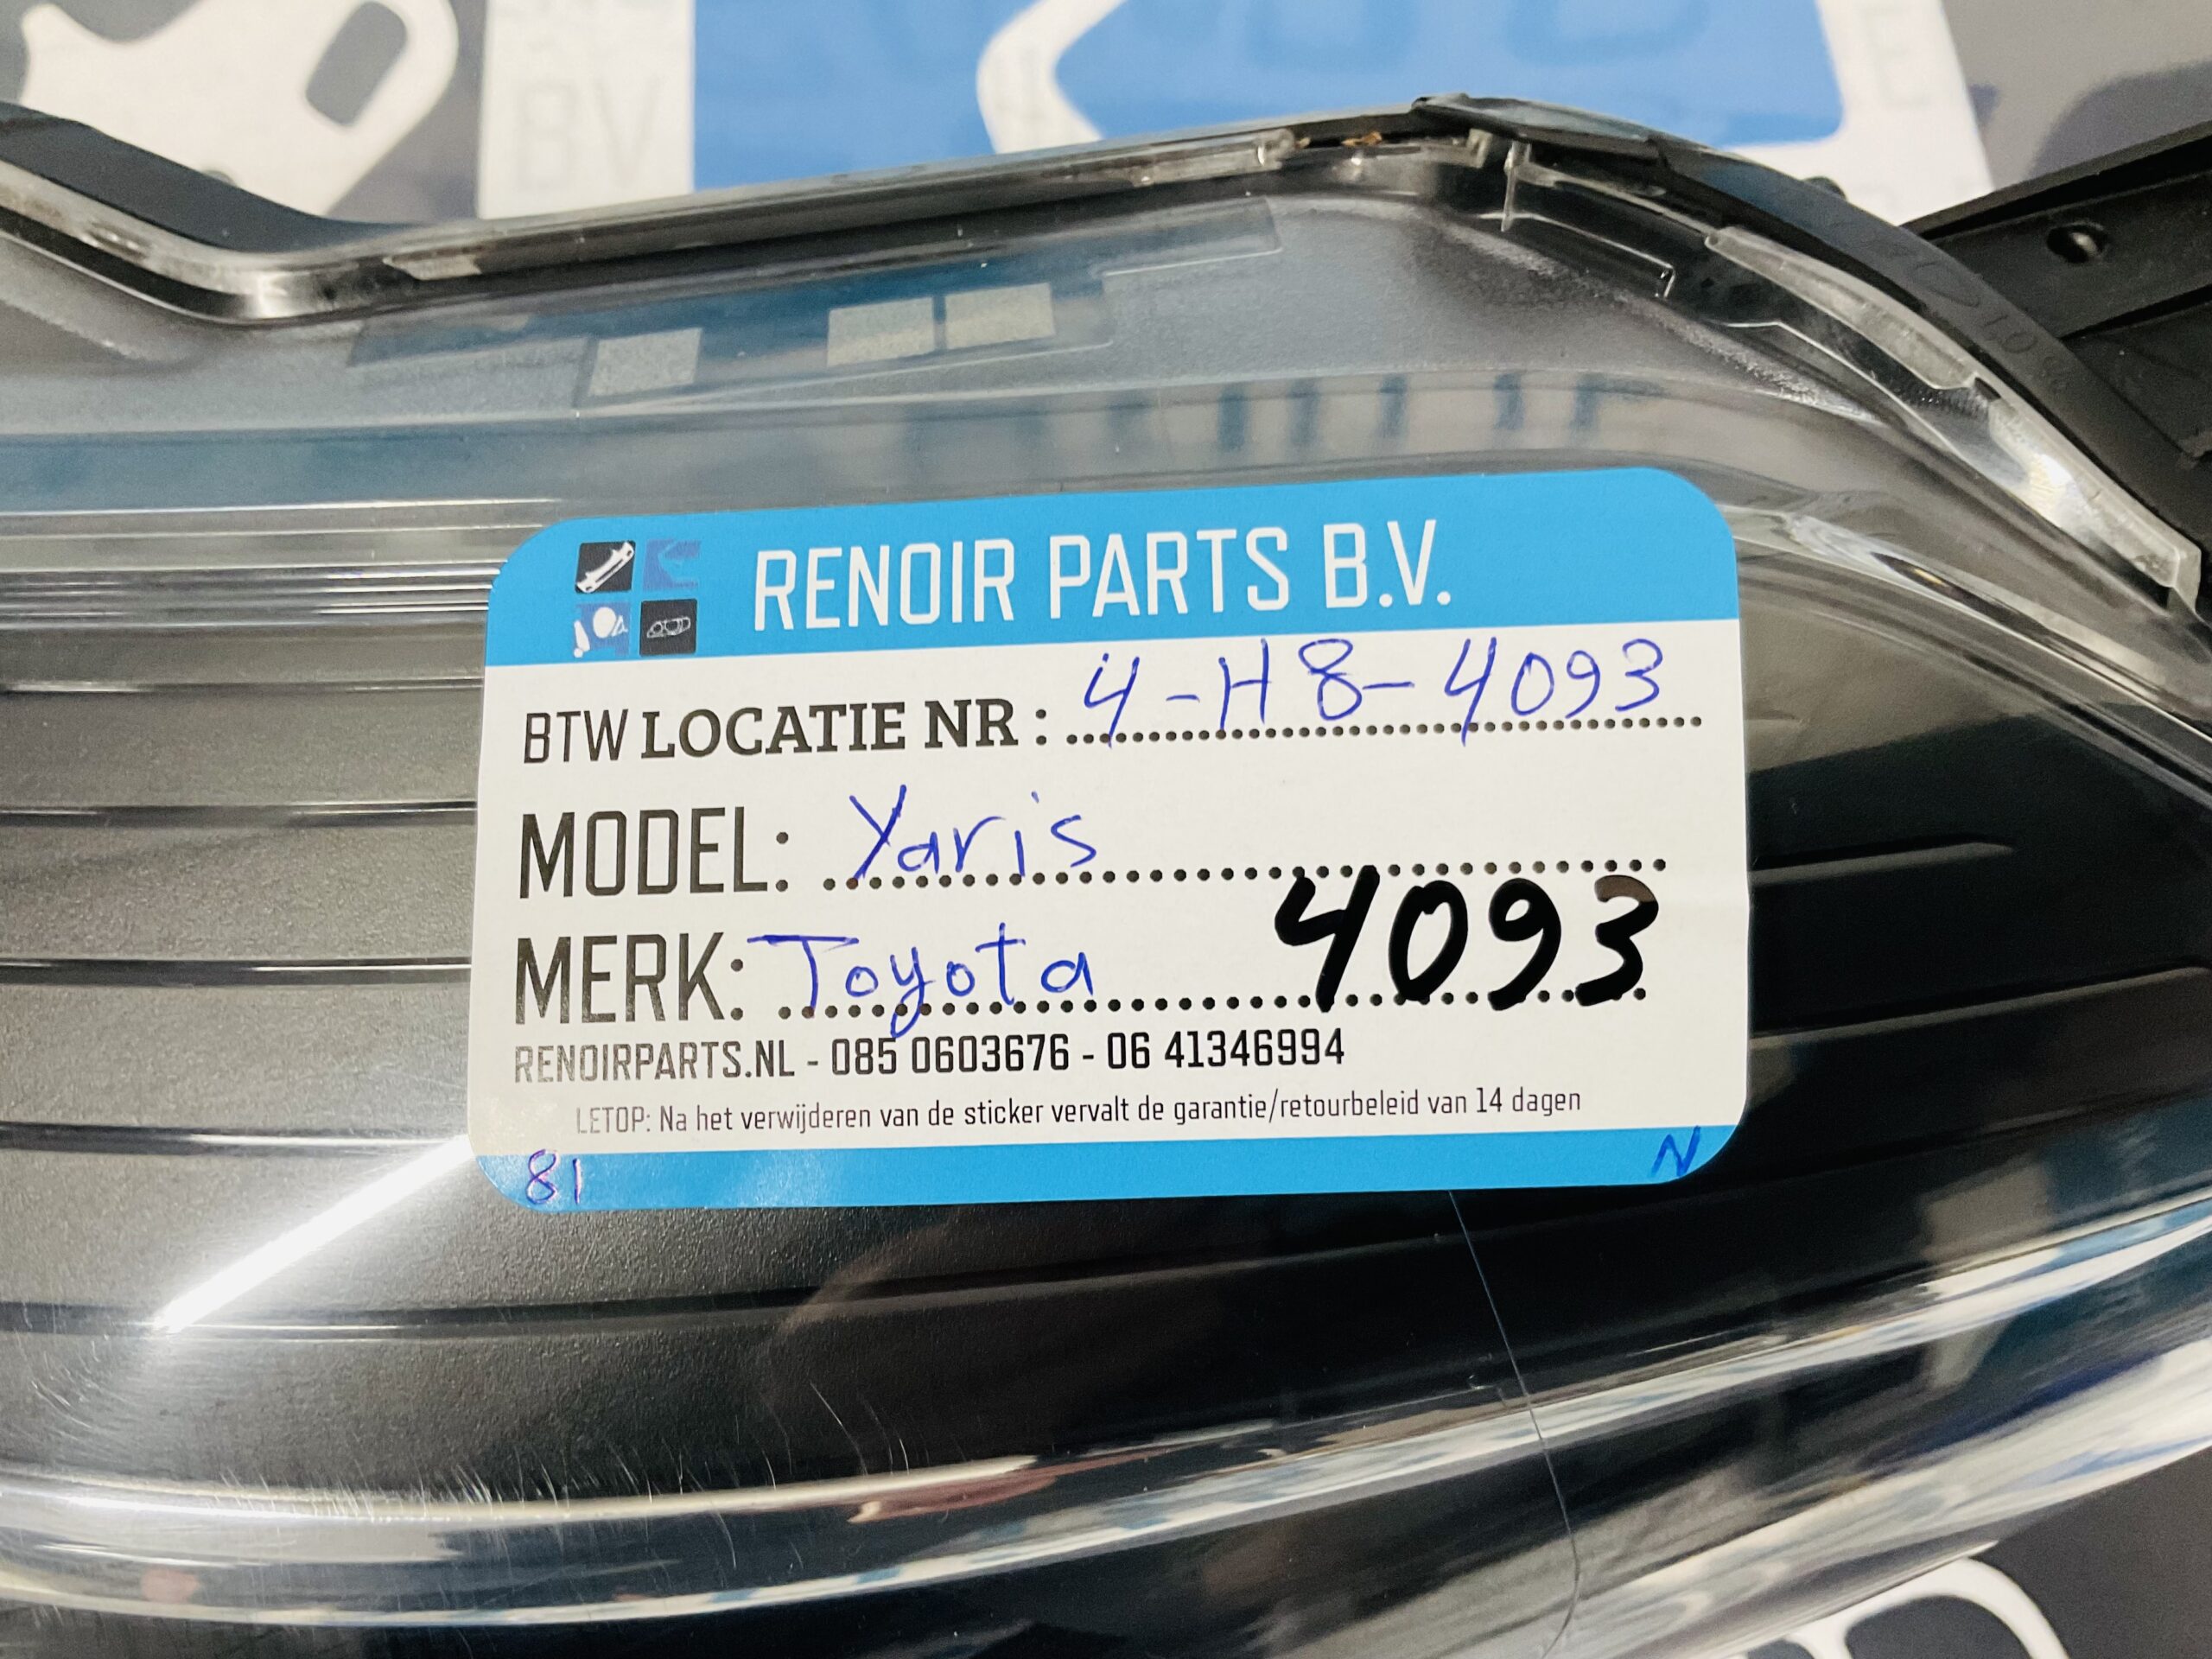 BV
RENOIR PARTS B.V.
BTW LOCATIE NR : 4-H8-4093
MODEL: Yaris
MERK: Toyota 4093
RENOIRPARTS.NL - 085 0603676 - 06 41346994
LETOP: Na het verwijderen van de sticker vervalt de garantie/retourbeleid van 14 dagen
81 N